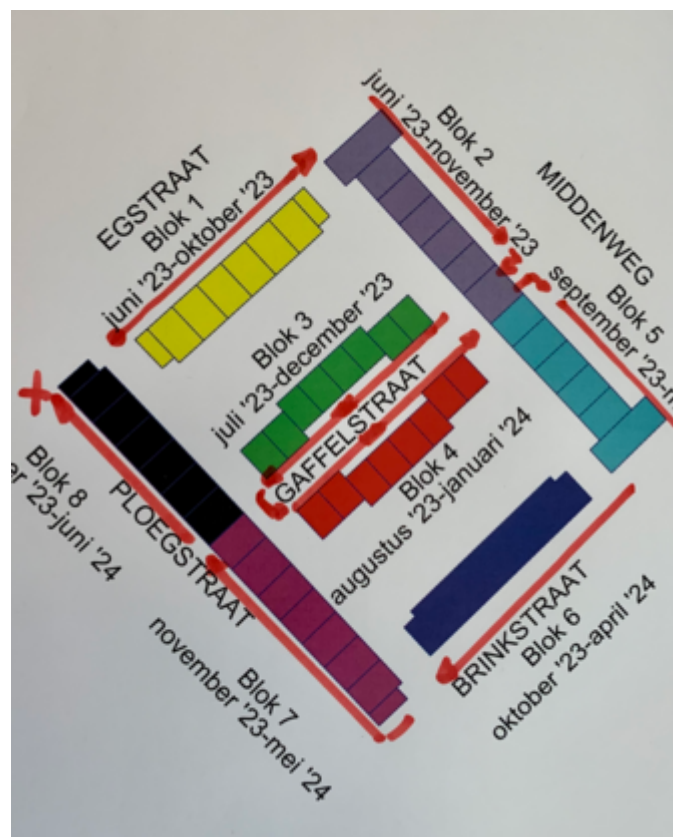 EGSTRAAT
Blok 1
juni '23-oktober '23
Blok 2
juni '23-november '23
MIDDENWEG
Blok 5
september '23-m
Blok 3
juli '23-december '23
GAFFELSTRAAT
Blok 4
augustus '23-januari '24
BRINKSTRAAT
Blok 6
oktober '23-april '24
PLOEGSTRAAT
Blok 7
november '23-mei '24
Blok 8
er '23-juni '24